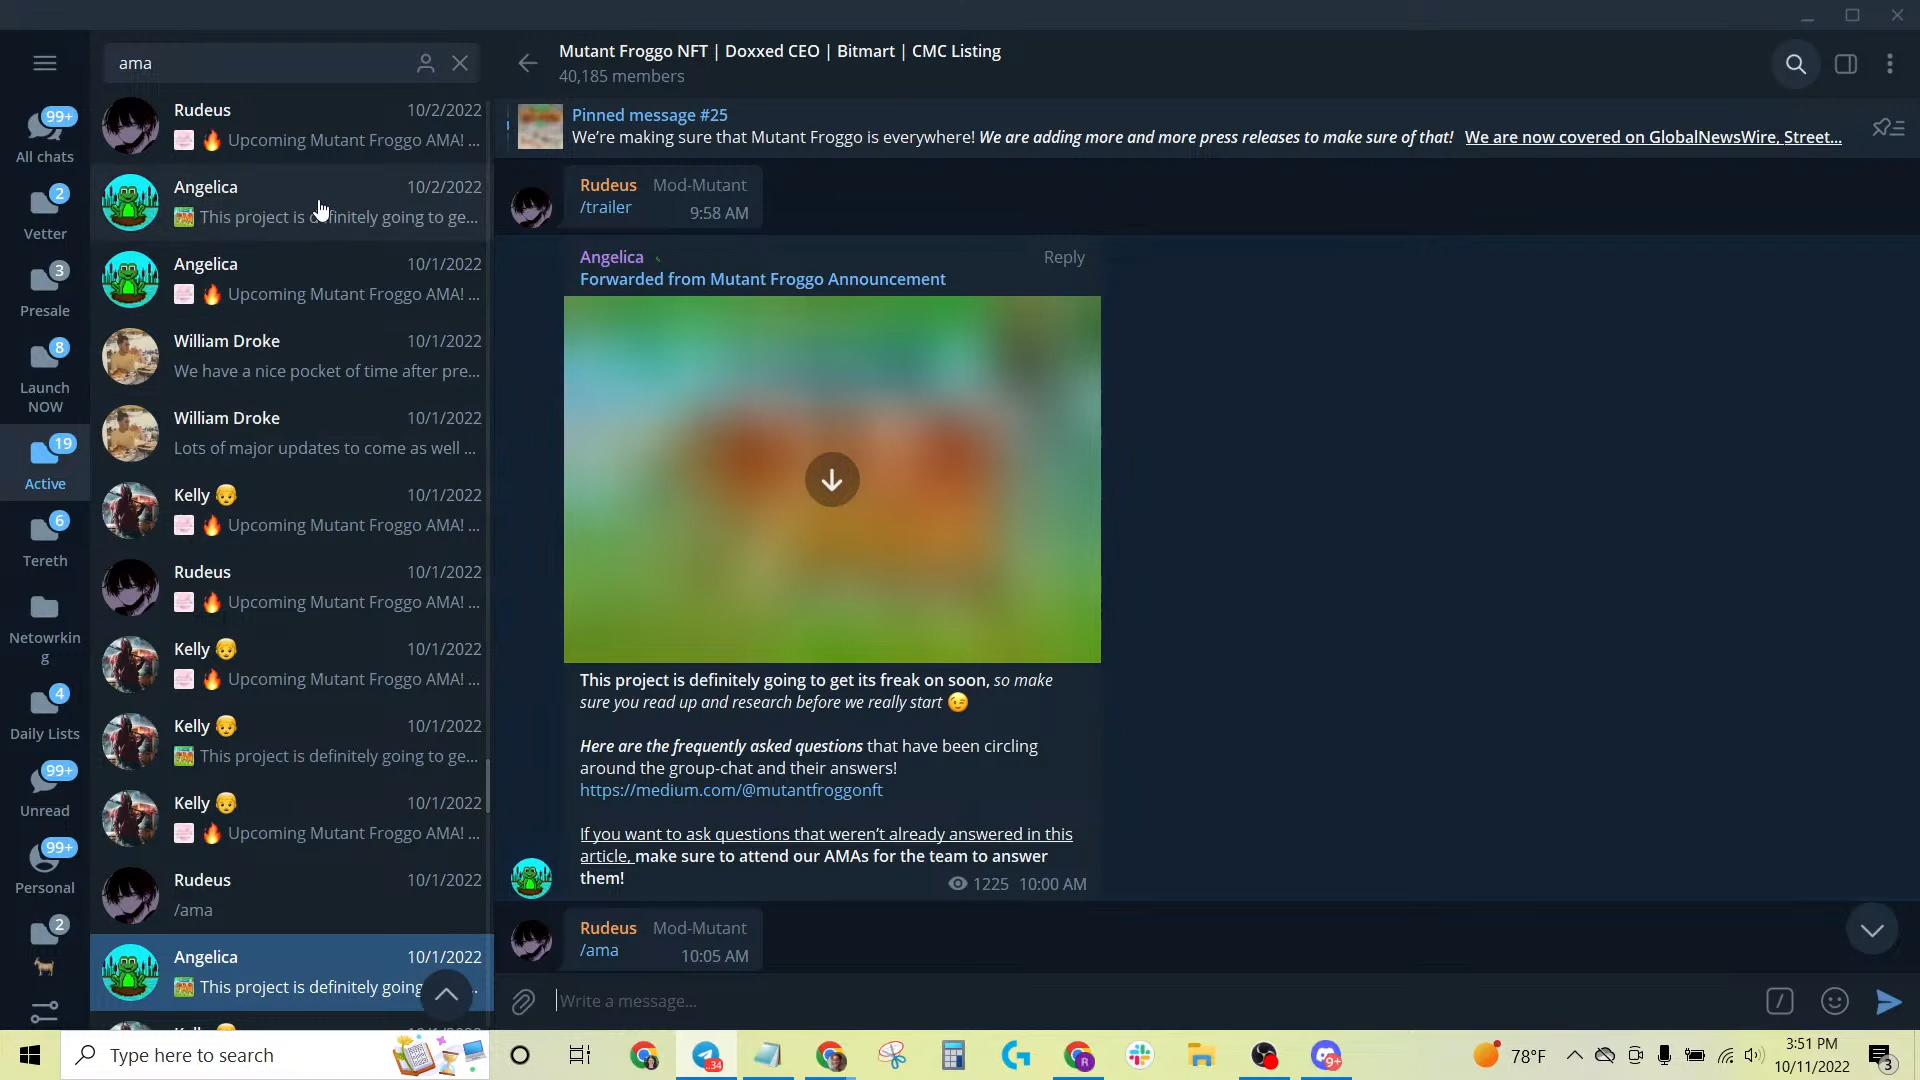 ama
Rudeus 10/2/2022
Upcoming Mutant Froggo AMA! ...
Angelica 10/2/2022
This project is definitely going to ge...
Angelica 10/1/2022
Upcoming Mutant Froggo AMA! ...
William Droke 10/1/2022
We have a nice pocket of time after pre...
William Droke 10/1/2022
Lots of major updates to come as well ...
Kelly 10/1/2022
Upcoming Mutant Froggo AMA! ...
Rudeus 10/1/2022
Upcoming Mutant Froggo AMA! ...
Kelly 10/1/2022
Upcoming Mutant Froggo AMA! ...
Kelly 10/1/2022
This project is definitely going to ge...
Kelly 10/1/2022
Upcoming Mutant Froggo AMA! ...
Rudeus 10/1/2022
/ama
Angelica 10/1/2022
This project is definitely going
99+
All chats
2
Vetter
3
Presale
8
Launch
NOW
19
Active
6
Tereth
Netowrkin
g
4
Daily Lists
99+
Unread
99+
Personal
2
Mutant Froggo NFT | Doxxed CEO | Bitmart | CMC Listing
40,185 members
Pinned message #25
We're making sure that Mutant Froggo is everywhere! We are adding more and more press releases to make sure of that! We are now covered on GlobalNewsWire, Street...
Rudeus Mod-Mutant
/trailer 9:58 AM
Angelica Reply
Forwarded from Mutant Froggo Announcement
This project is definitely going to get its freak on soon, so make
sure you read up and research before we really start 😉
Here are the frequently asked questions that have been circling
around the group-chat and their answers!
https://medium.com/@mutantfroggonft
If you want to ask questions that weren't already answered in this
article, make sure to attend our AMAs for the team to answer
them!
1225 10:00 AM
Rudeus Mod-Mutant
/ama 10:05 AM
Write a message...
Type here to search
..34
9+
78°F
3:51 PM
10/11/2022
3